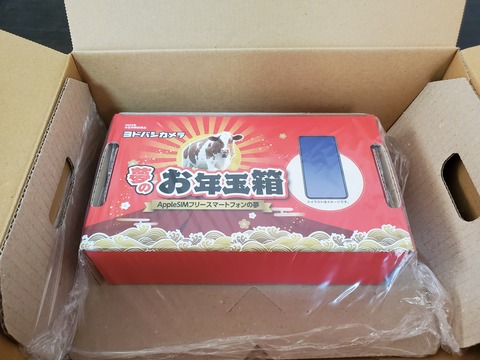 ヨドバシカメラ
夢の
お年玉箱
AppleSIMフリースマートフォンの夢